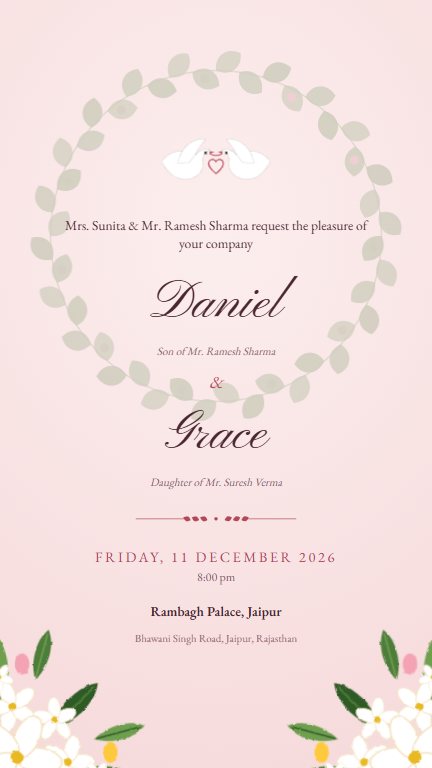 Mrs. Sunita & Mr. Ramesh Sharma request the pleasure of
your company
Daniel
Son of Mr. Ramesh Sharma
&
Grace
Daughter of Mr. Suresh Verma
FRIDAY, 11 DECEMBER 2026
8:00 pm
Rambagh Palace, Jaipur
Bhawani Singh Road, Jaipur, Rajasthan